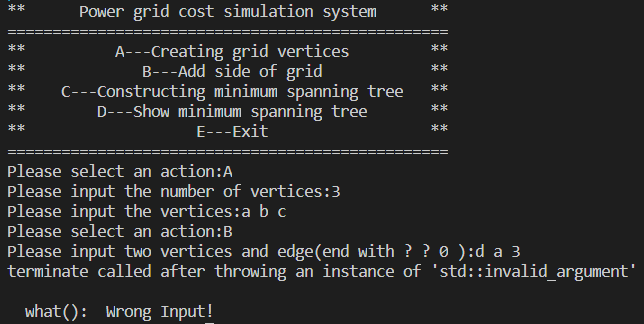 ** Power grid cost simulation system **
=================================================
** A---Creating grid vertices **
** B---Add side of grid **
** C---Constructing minimum spanning tree **
** D---Show minimum spanning tree **
** E---Exit **
=================================================
Please select an action:A
Please input the number of vertices:3
Please input the vertices:a b c
Please select an action:B
Please input two vertices and edge(end with ? ? 0 ):d a 3
terminate called after throwing an instance of 'std::invalid_argument'
what(): Wrong Input!